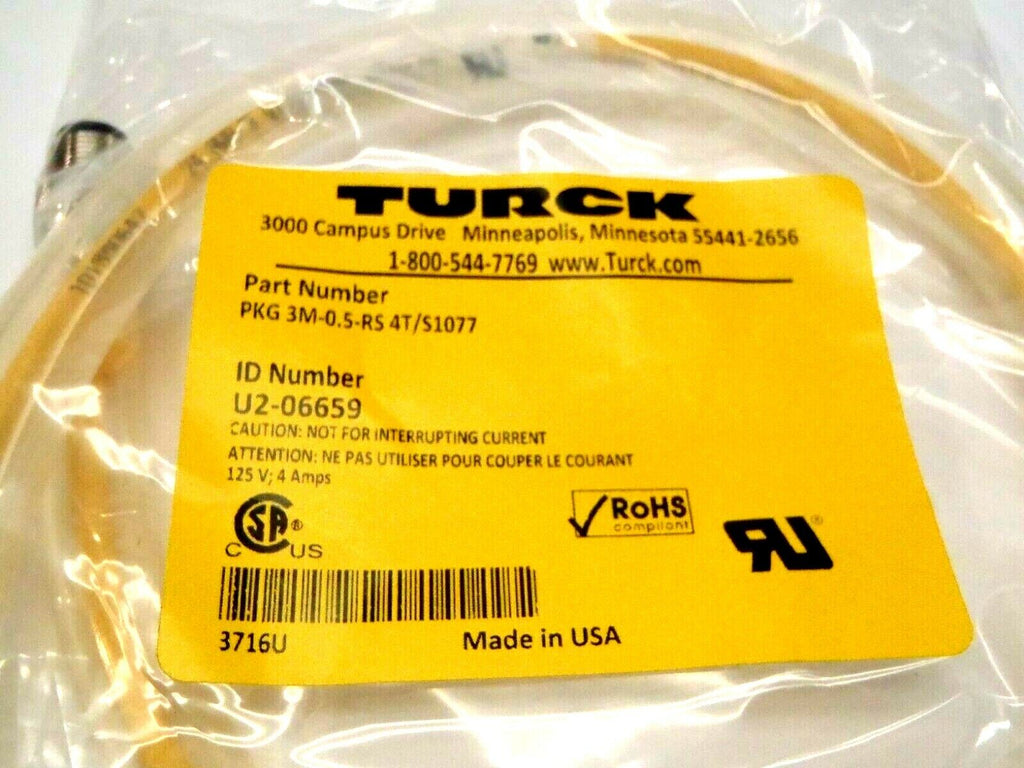 TURCK
3000 Campus Drive Minneapolis, Minnesota 55441-2656
1-800-544-7769 www.Turck.com
Part Number
PKG 3M-0.5-RS 4T/S1077
ID Number
U2-06659
CAUTION: NOT FOR INTERRUPTING CURRENT
ATTENTION: NE PAS UTILISER POUR COUPER LE COURANT
125 V; 4 Amps
CSA®
C US
RoHS
compliant
RU®
3716U
Made in USA